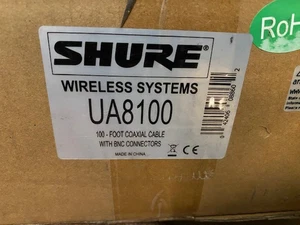 RoH
SHURE
WIRELESS SYSTEMS
UA8100
100 - FOOT COAXIAL CABLE
WITH BNC CONNECTORS
MADE IN CHINA